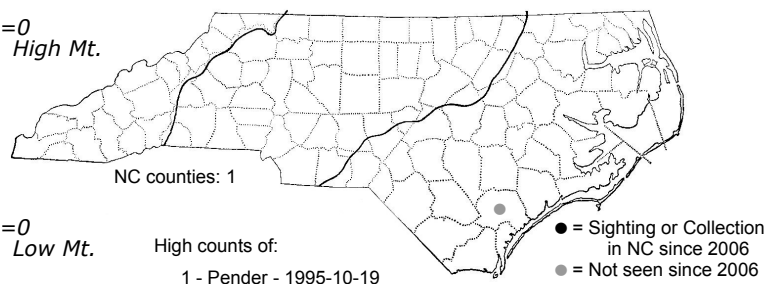 =0
High Mt.
NC counties: 1
=0
Low Mt.
High counts of:
1 - Pender - 1995-10-19
● = Sighting or Collection
in NC since 2006
● = Not seen since 2006